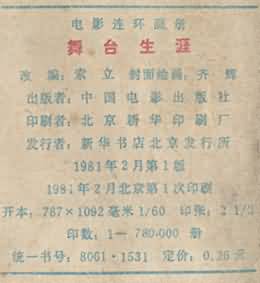 电影连环画册
舞台生涯
改编：索立 封面绘画：齐辉
出版者：中国电影出版社
印刷者：北京新华印刷厂
发行者：新华书店北京发行所
1981年2月第1版
1981年2月北京第1次印刷
开本：787×1092毫米1/60 印张：2 1/3
印数：1—780,000 册
统一书号：8061·1531 定价：0.26元